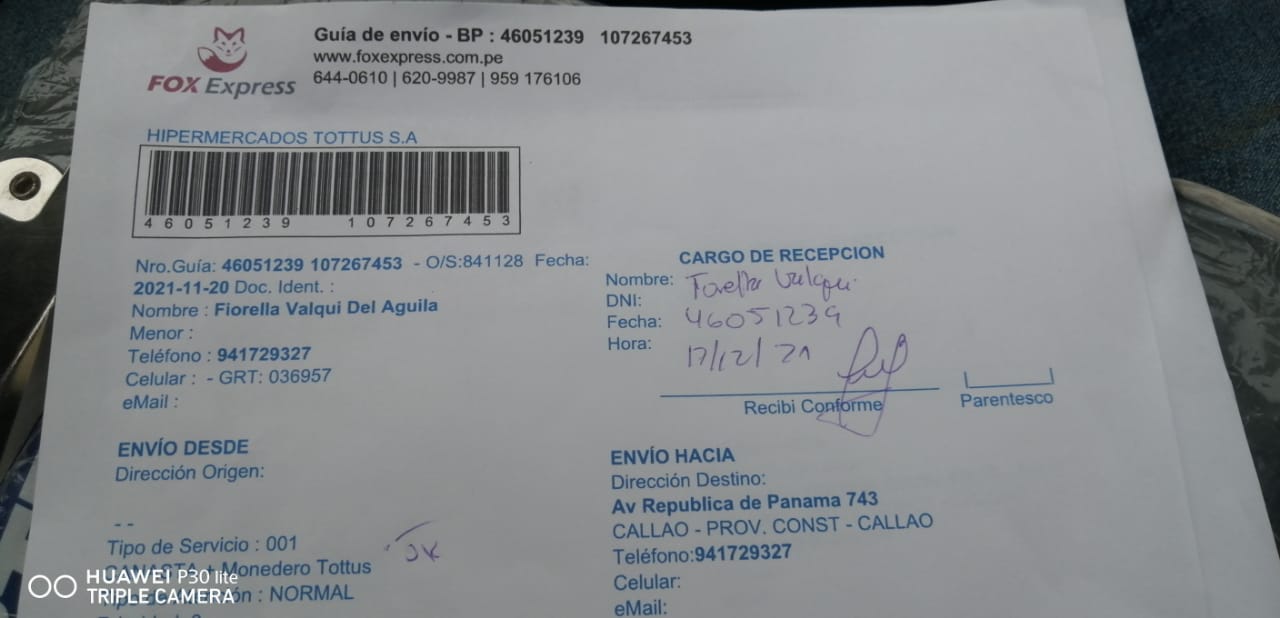 FOX Express
Guía de envío - BP : 46051239 107267453
www.foxexpress.com.pe
644-0610 | 620-9987 | 959 176106
HIPERMERCADOS TOTTUS S.A
46051239 107267453
Nro.Guía: 46051239 107267453 - O/S:841128 Fecha:
2021-11-20 Doc. Ident. :
Nombre : Fiorella Valqui Del Aguila
Menor :
Teléfono : 941729327
Celular : - GRT: 036957
eMail :
CARGO DE RECEPCION
Nombre: Fiorella Valqui
DNI: 46051239
Fecha: 17/12/21
Hora:
Recibi Conforme
Parentesco
ENVÍO DESDE
Dirección Origen:
- -
Tipo de Servicio : 001
CANASTA + Monedero Tottus
: NORMAL
OK
ENVÍO HACIA
Dirección Destino:
Av Republica de Panama 743
CALLAO - PROV. CONST - CALLAO
Teléfono:941729327
Celular:
eMail:
HUAWEI P30 lite
TRIPLE CAMERA